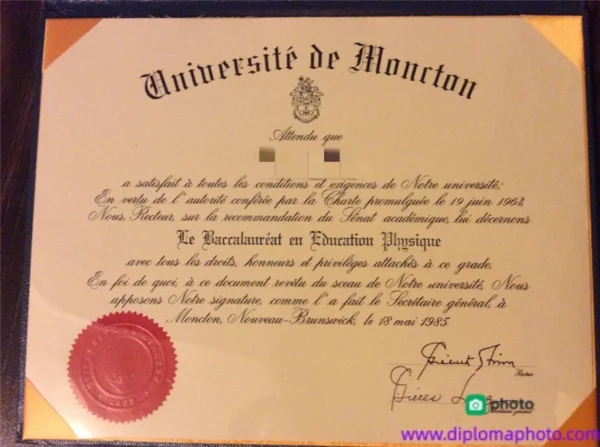 Université de Moncton
Attendu que
a satisfait à toutes les conditions et exigences de Notre université;
En vertu de l'autorité conférée par la Charte promulguée le 19 juin 1963,
Nous, Recteur, sur la recommandation du Sénat académique, lui décernons
Le Baccalauréat en Education Physique
avec tous les droits, honneurs et privilèges attachés à ce grade.
En foi de quoi, à ce document revêtu du sceau de Notre université, Nous
apposons Notre signature, comme l'a fait le Secrétaire général, à
Moncton, Nouveau-Brunswick, le 18 mai 1985.
Recteur
photo
www.diplomaphoto.com